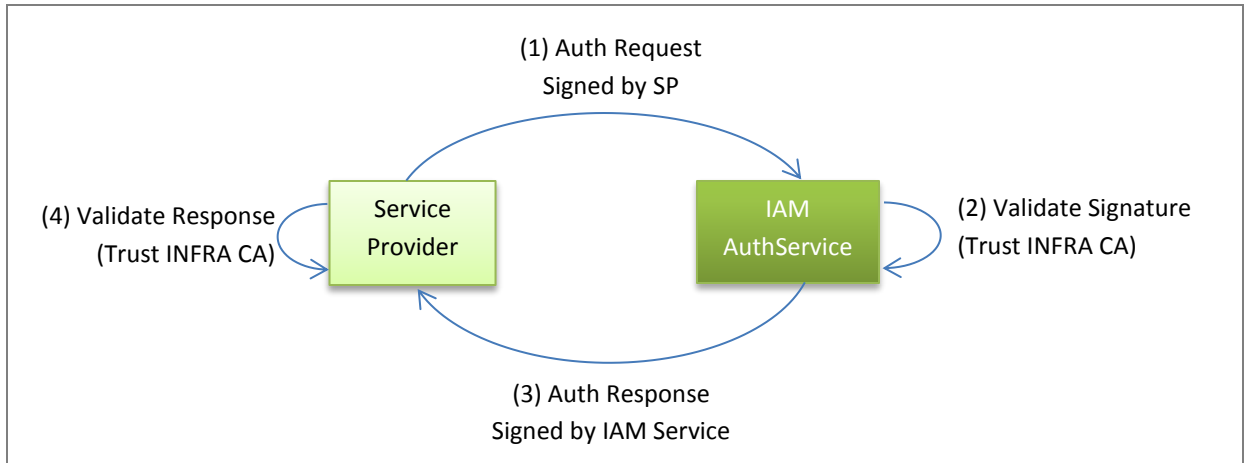 (1) Auth Request
Signed by SP
(4) Validate Response
(Trust INFRA CA)
Service
Provider
IAM
AuthService
(2) Validate Signature
(Trust INFRA CA)
(3) Auth Response
Signed by IAM Service